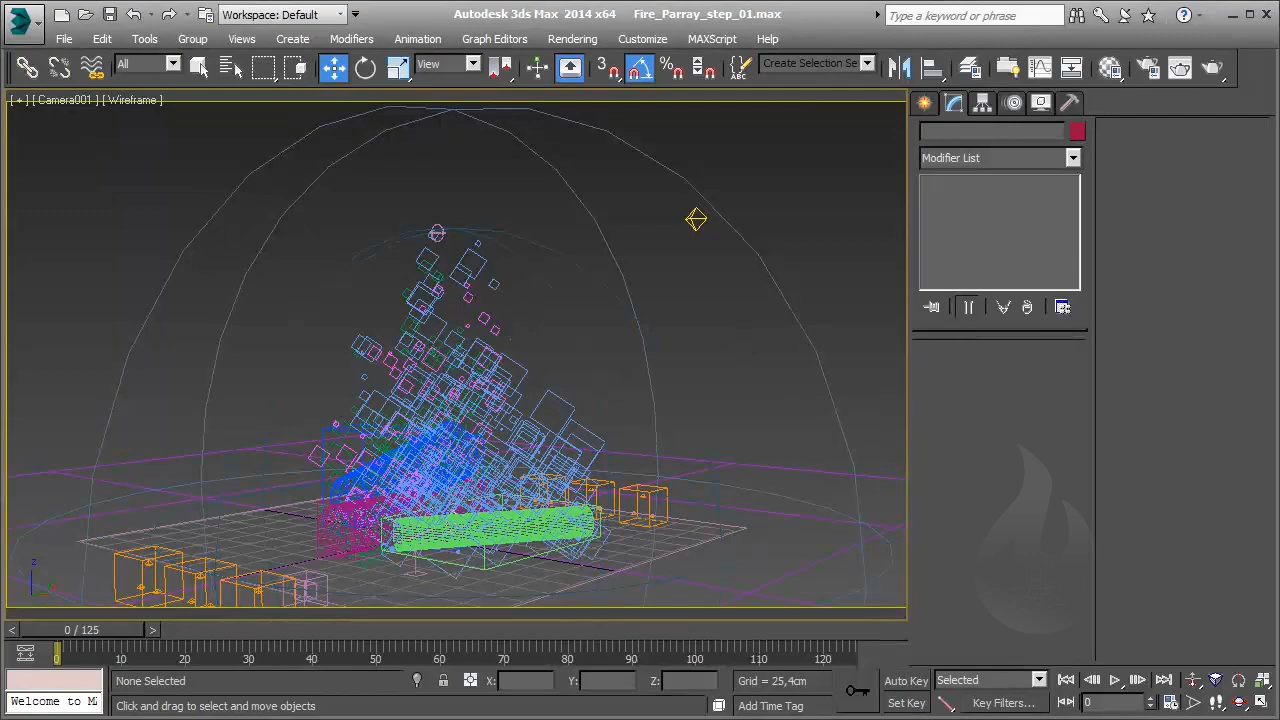 Workspace: Default
Autodesk 3ds Max 2014 x64 Fire_Parray_step_01.max
Type a keyword or phrase
File Edit Tools Group Views Create Modifiers Animation Graph Editors Rendering Customize MAXScript Help
All View 3 Create Selection Se
[ + ] [ Camera001 ] [ Wireframe ]
Modifier List
z
< 0 / 125 >
0 10 20 30 40 50 60 70 80 90 100 110 120
None Selected X: Y: Z: Grid = 25,4cm Auto Key Selected
Welcome to M Click and drag to select and move objects Add Time Tag Set Key Key Filters... 0